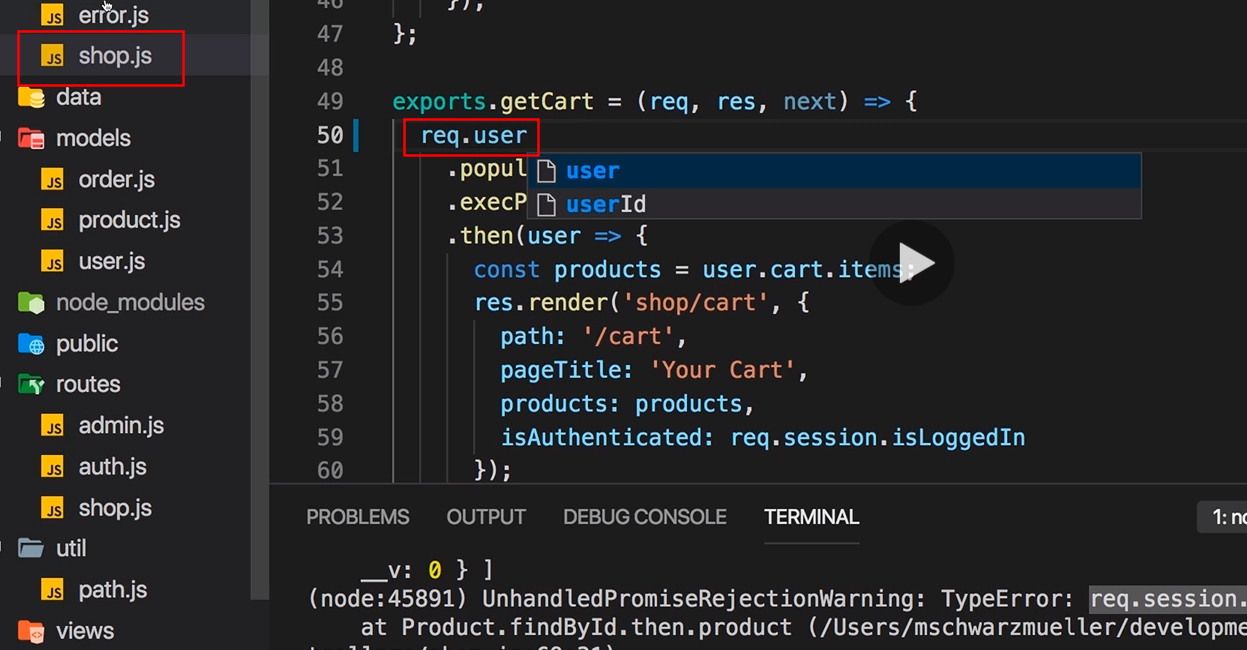 error.js
shop.js
data
models
order.js
product.js
user.js
node_modules
public
routes
admin.js
auth.js
shop.js
util
path.js
views
46 });
47 };
48
49 exports.getCart = (req, res, next) => {
50 req.user
51 .popul
52 .execP
user
userId
53 .then(user => {
54 const products = user.cart.items;
55 res.render('shop/cart', {
56 path: '/cart',
57 pageTitle: 'Your Cart',
58 products: products,
59 isAuthenticated: req.session.isLoggedIn
60 });
PROBLEMS OUTPUT DEBUG CONSOLE TERMINAL 1: no
__v: 0 } ]
(node:45891) UnhandledPromiseRejectionWarning: TypeError: req.session.
at Product.findById.then.product (/Users/mschwarzmueller/developme